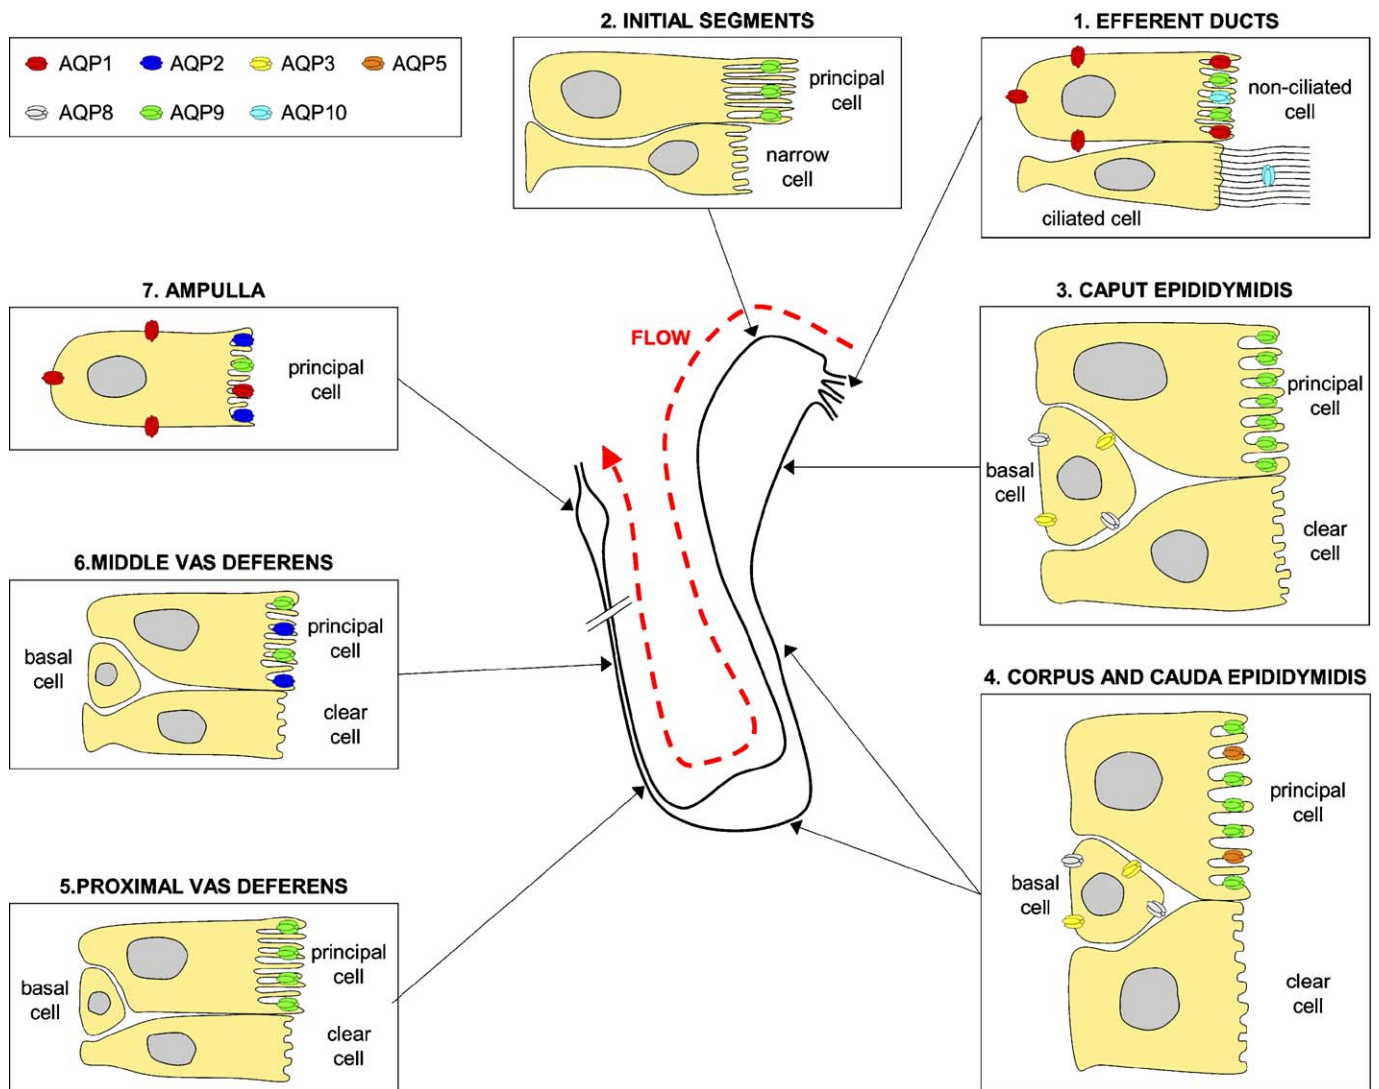 AQP1 AQP2 AQP3 AQP5
AQP8 AQP9 AQP10
2. INITIAL SEGMENTS
principal
cell
narrow
cell
1. EFFERENT DUCTS
non-ciliated
cell
ciliated cell
7. AMPULLA
principal
cell
FLOW
3. CAPUT EPIDIDYMIDIS
principal
cell
basal
cell
clear
cell
6.MIDDLE VAS DEFERENS
principal
cell
basal
cell
clear
cell
4. CORPUS AND CAUDA EPIDIDYMIDIS
principal
cell
basal
cell
clear
cell
5.PROXIMAL VAS DEFERENS
principal
cell
basal
cell
clear
cell